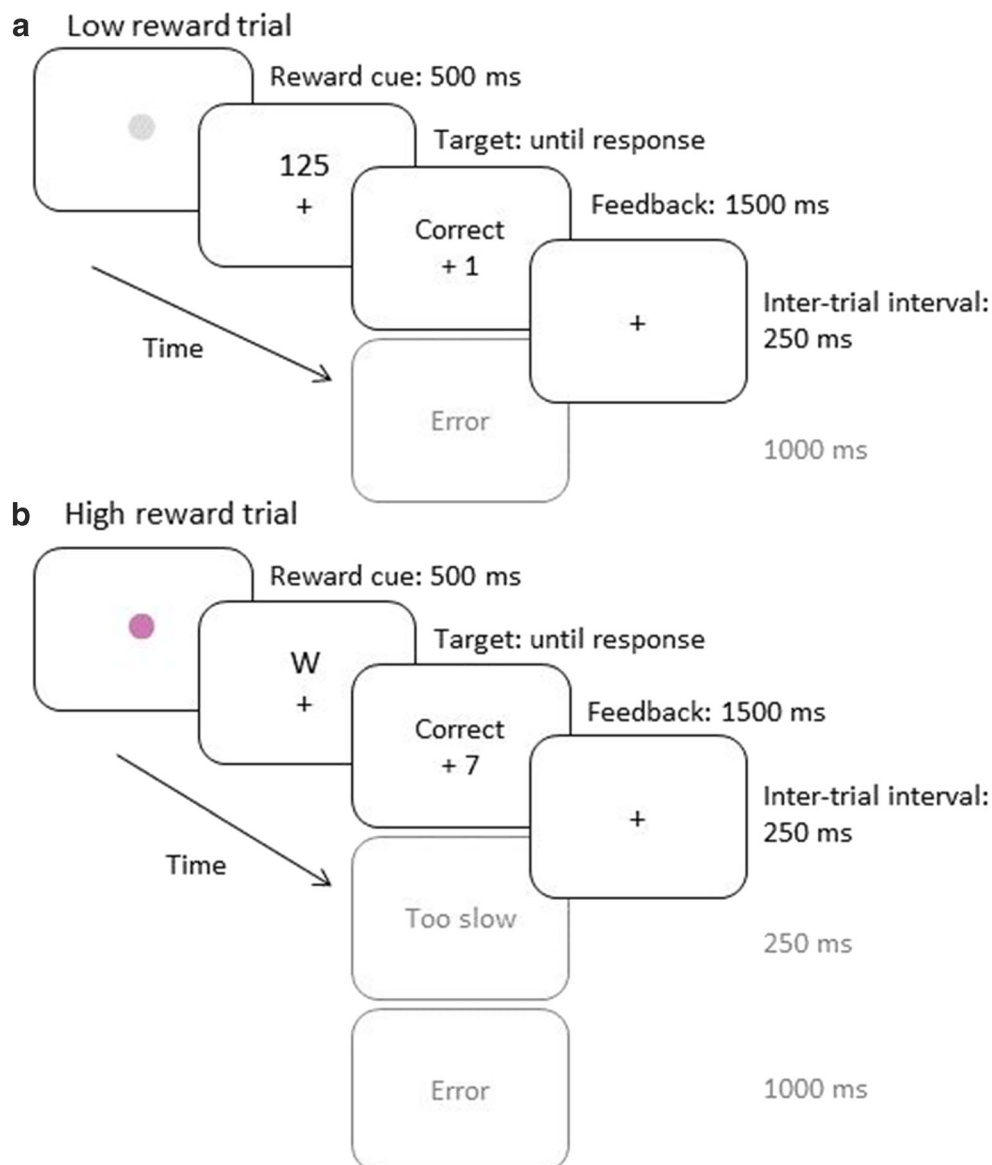 a Low reward trial
Reward cue: 500 ms
125
+
Target: until response
Correct
+ 1
Feedback: 1500 ms
+
Inter-trial interval:
250 ms
Time
Error
1000 ms
b High reward trial
Reward cue: 500 ms
W
+
Target: until response
Correct
+ 7
Feedback: 1500 ms
+
Inter-trial interval:
250 ms
Time
Too slow
250 ms
Error
1000 ms